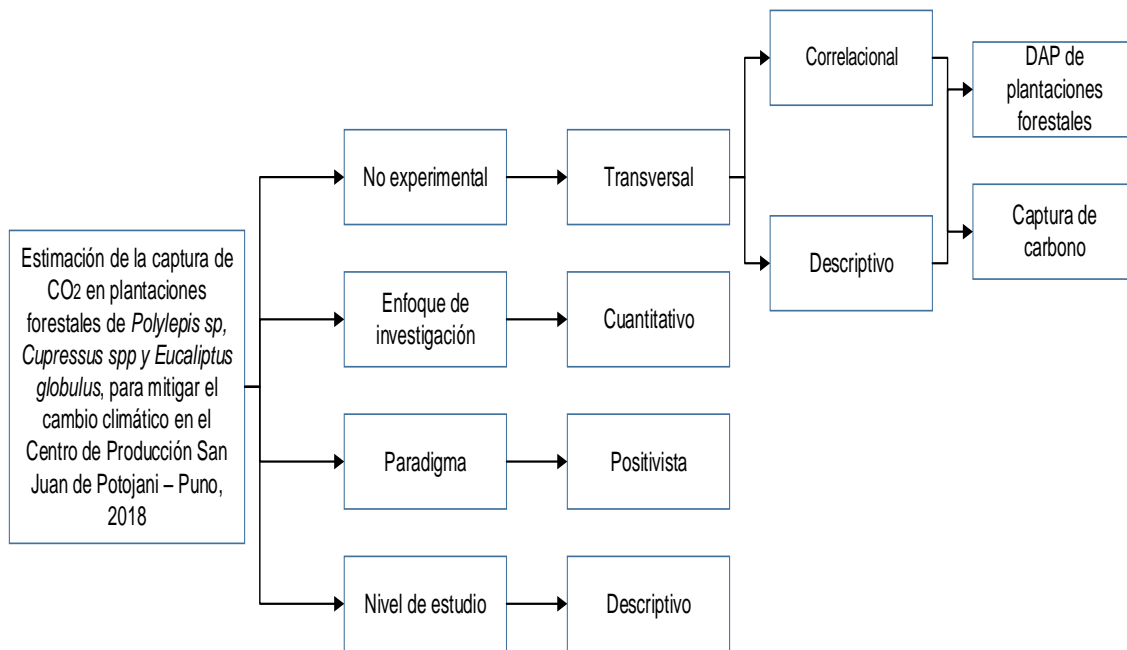 Estimación de la captura de
CO2 en plantaciones
forestales de Polylepis sp,
Cupressus spp y Eucaliptus
globulus, para mitigar el
cambio climático en el
Centro de Producción San
Juan de Potojani – Puno,
2018
No experimental
Transversal
Correlacional
Descriptivo
DAP de
plantaciones
forestales
Captura de
carbono
Enfoque de
investigación
Cuantitativo
Paradigma
Positivista
Nivel de estudio
Descriptivo